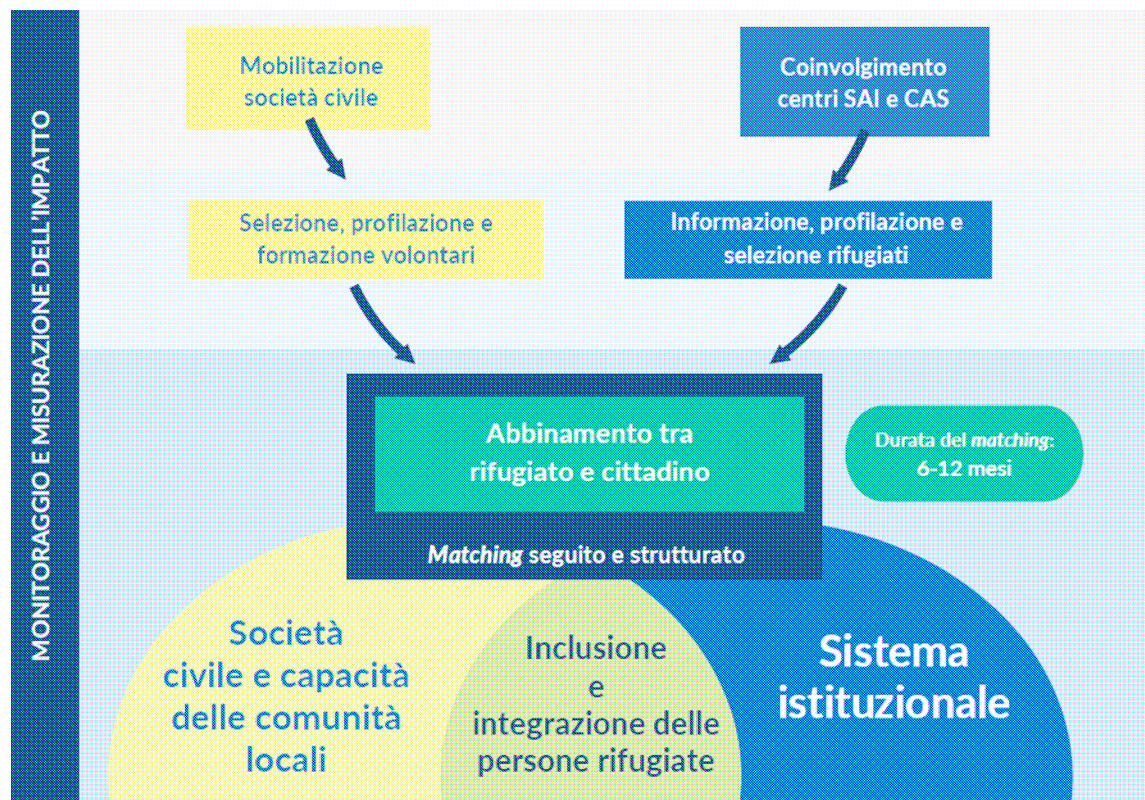 MONITORAGGIO E MISURAZIONE DELL'IMPATTO
Mobilitazione
società civile
Coinvolgimento
centri SAI e CAS
Selezione, profilazione e
formazione volontari
Informazione, profilazione e
selezione rifugiati
Abbinamento tra
rifugiato e cittadino
Durata del matching:
6-12 mesi
Matching seguito e strutturato
Società
civile e capacità
delle comunità
locali
Inclusione
e
integrazione delle
persone rifugiate
Sistema
istituzionale